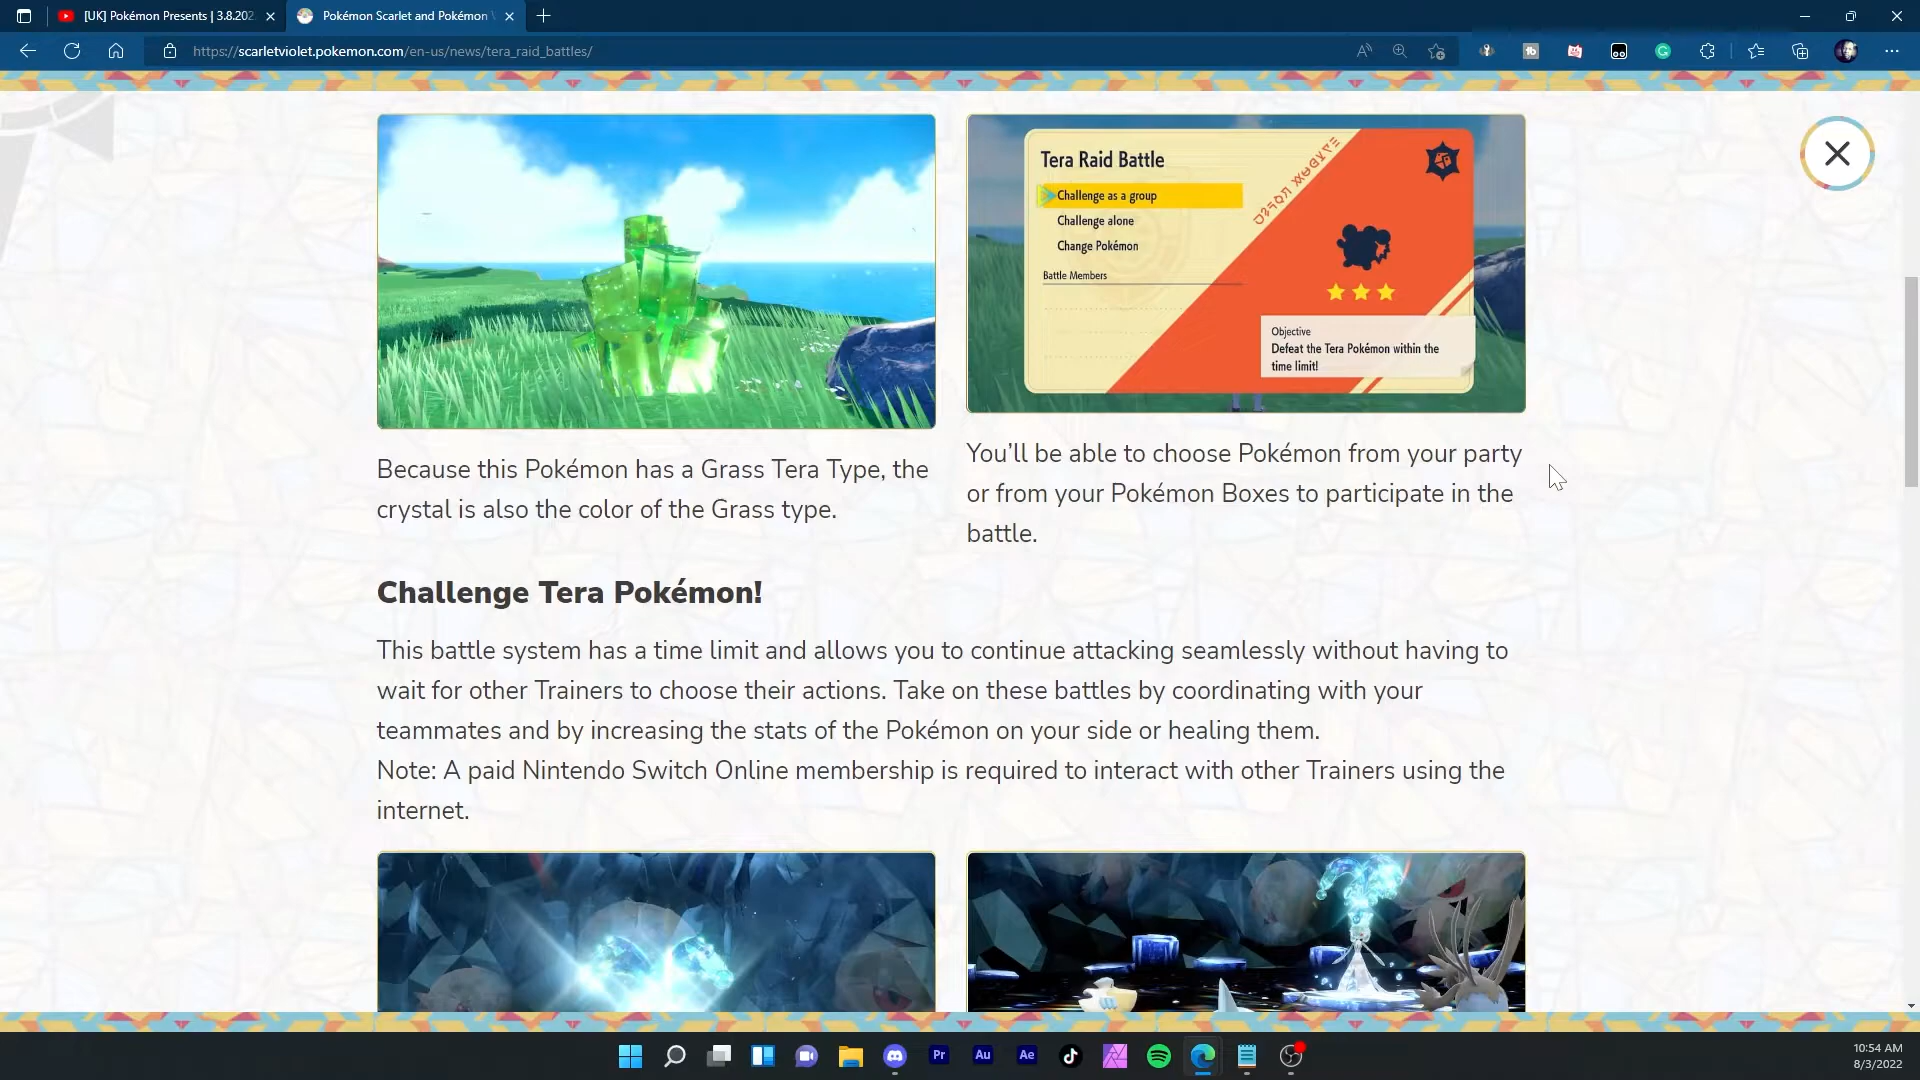 [UK] Pokémon Presents | 3.8.202
Pokémon Scarlet and Pokémon
https://scarletviolet.pokemon.com/en-us/news/tera_raid_battles/
Tera Raid Battle
Challenge as a group
Challenge alone
Change Pokémon
Battle Members
Objective
Defeat the Tera Pokémon within the
time limit!
Because this Pokémon has a Grass Tera Type, the
crystal is also the color of the Grass type.
You’ll be able to choose Pokémon from your party
or from your Pokémon Boxes to participate in the
battle.
Challenge Tera Pokémon!
This battle system has a time limit and allows you to continue attacking seamlessly without having to
wait for other Trainers to choose their actions. Take on these battles by coordinating with your
teammates and by increasing the stats of the Pokémon on your side or healing them.
Note: A paid Nintendo Switch Online membership is required to interact with other Trainers using the
internet.
Pr
Au
Ae
10:54 AM
8/3/2022